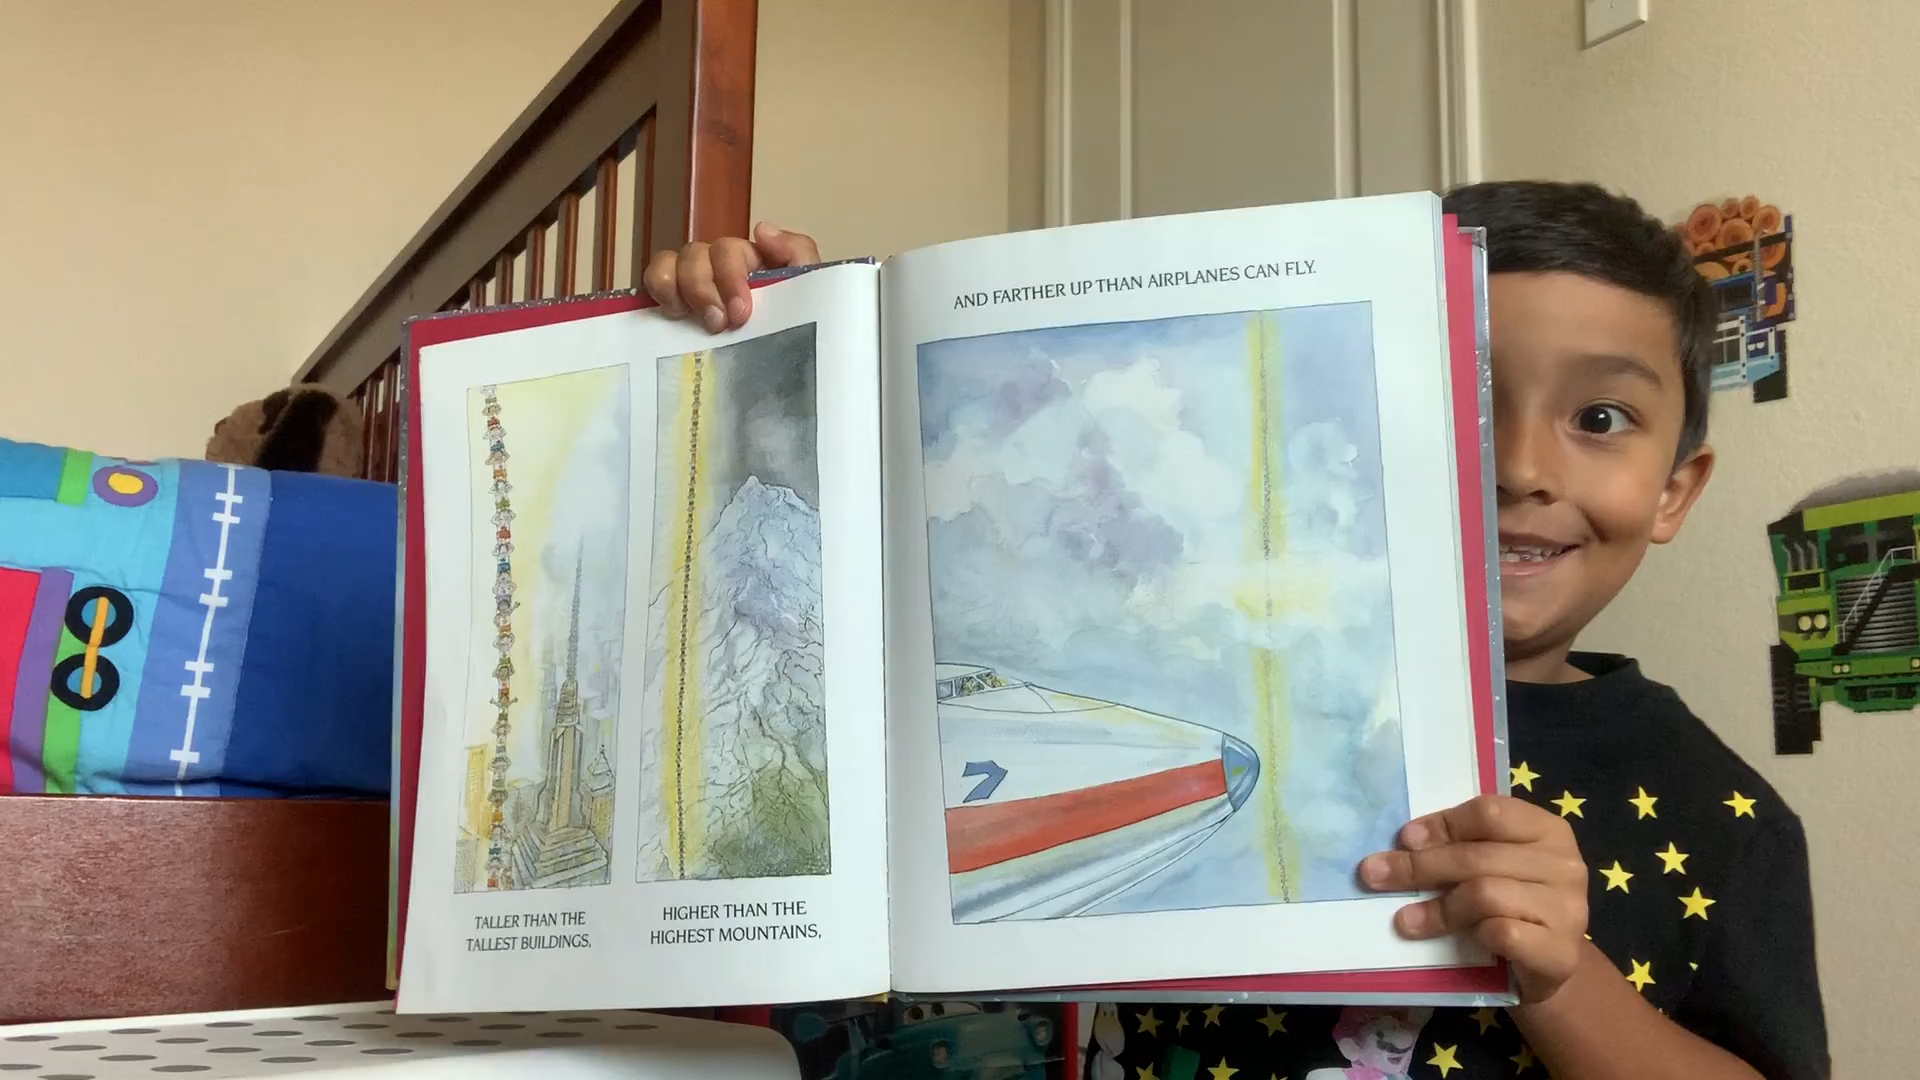 TALLER THAN THE
TALLEST BUILDINGS,
HIGHER THAN THE
HIGHEST MOUNTAINS,
AND FARTHER UP THAN AIRPLANES CAN FLY.